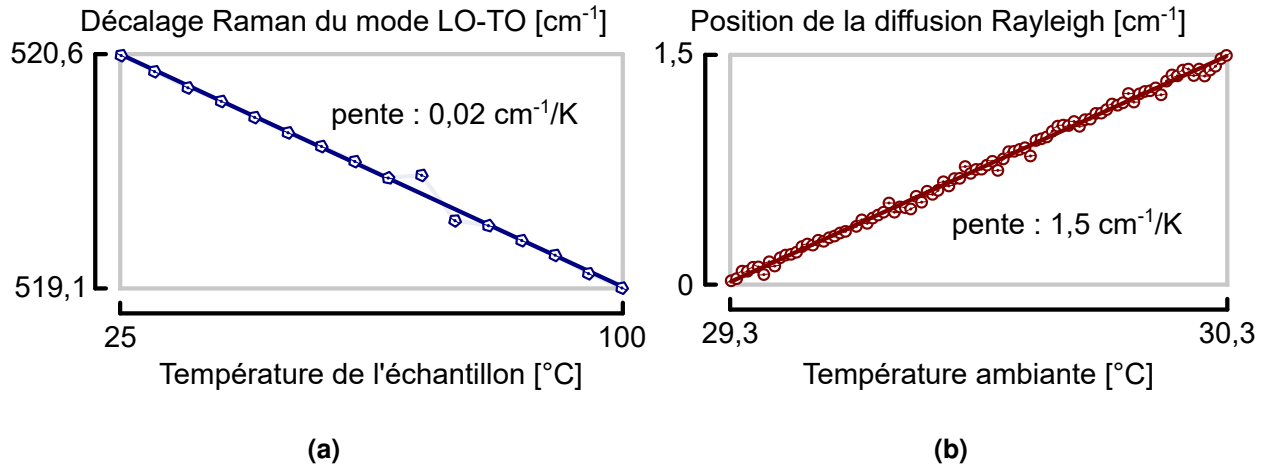 Décalage Raman du mode LO-TO [cm⁻¹]
520,6
pente : 0,02 cm⁻¹/K
519,1
25
100
Température de l'échantillon [°C]
(a)
Position de la diffusion Rayleigh [cm⁻¹]
1,5
pente : 1,5 cm⁻¹/K
0
29,3
30,3
Température ambiante [°C]
(b)